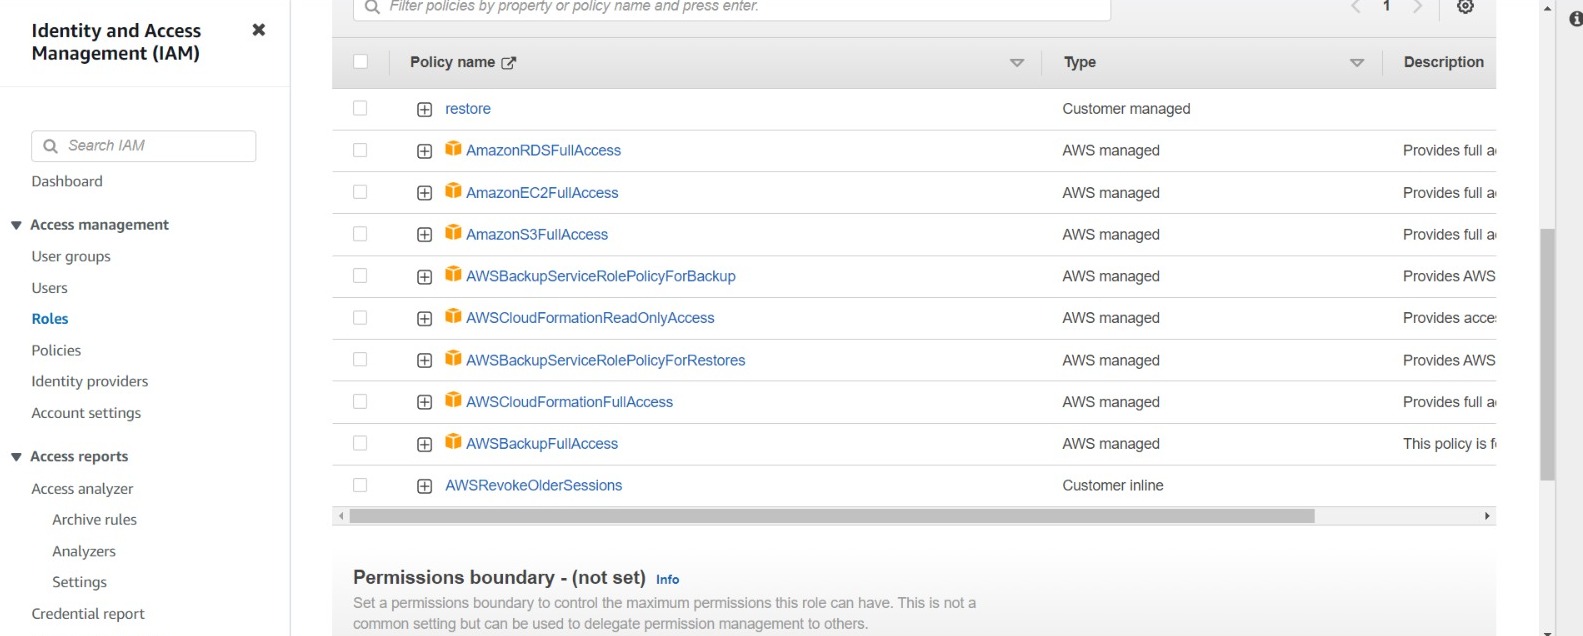 Identity and Access
Management (IAM)
Search IAM
Dashboard
Access management
User groups
Users
Roles
Policies
Identity providers
Account settings
Access reports
Access analyzer
Archive rules
Analyzers
Settings
Credential report
Filter policies by property or policy name and press enter.
1
Policy name Type Description
restore Customer managed
AmazonRDSFullAccess AWS managed Provides full a
AmazonEC2FullAccess AWS managed Provides full a
AmazonS3FullAccess AWS managed Provides full a
AWSBackupServiceRolePolicyForBackup AWS managed Provides AWS
AWSCloudFormationReadOnlyAccess AWS managed Provides acce
AWSBackupServiceRolePolicyForRestores AWS managed Provides AWS
AWSCloudFormationFullAccess AWS managed Provides full a
AWSBackupFullAccess AWS managed This policy is f
AWSRevokeOlderSessions Customer inline
Permissions boundary - (not set) Info
Set a permissions boundary to control the maximum permissions this role can have. This is not a
common setting but can be used to delegate permission management to others.